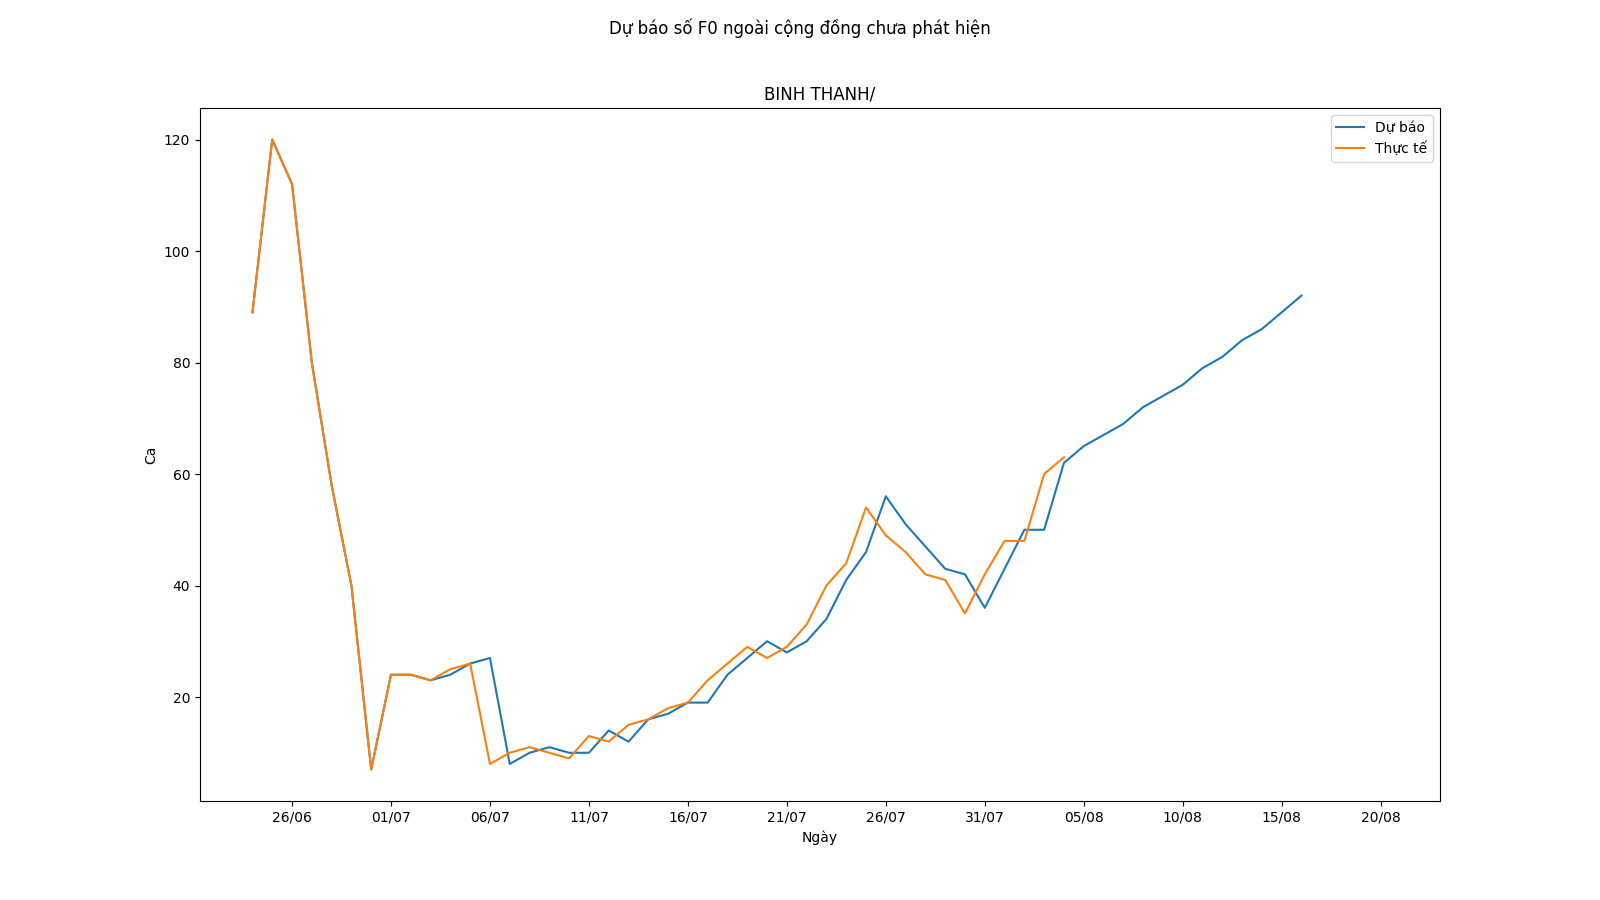 Dự báo số F0 ngoài cộng đồng chưa phát hiện
BINH THANH/
Dự báo
Thực tế
120
100
80
60
40
20
Ca
26/06 01/07 06/07 11/07 16/07 21/07 26/07 31/07 05/08 10/08 15/08 20/08
Ngày